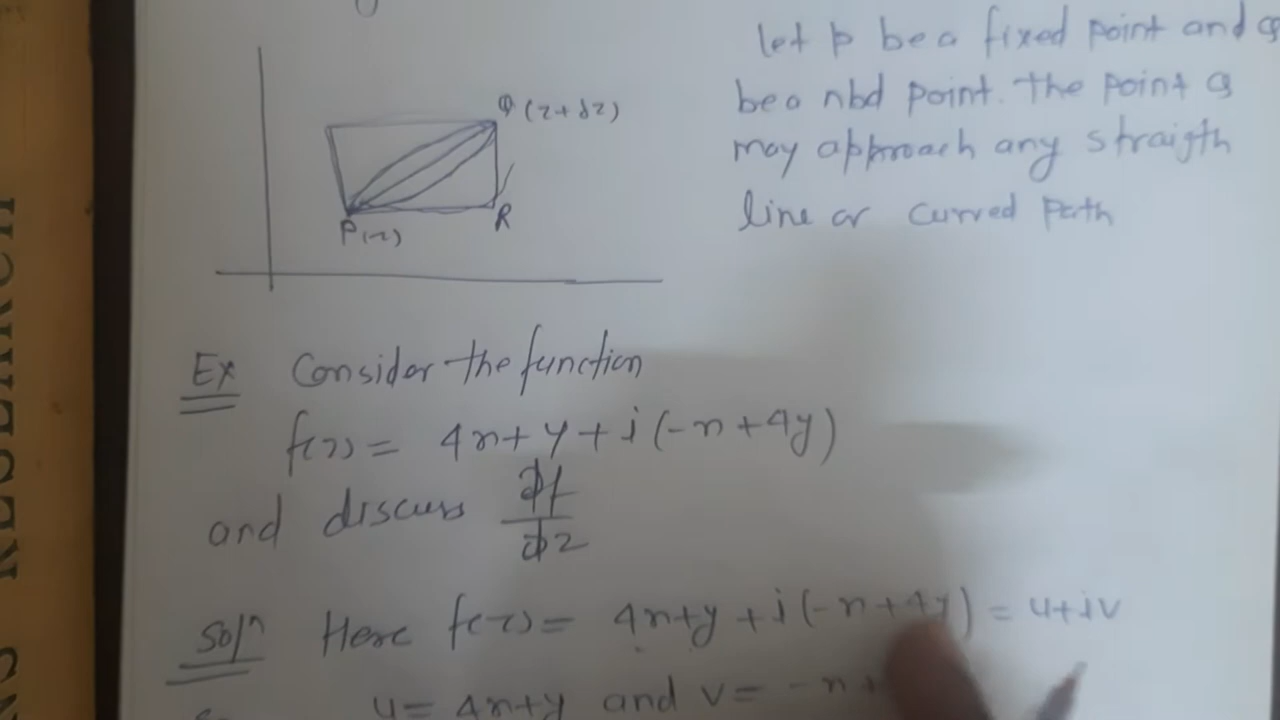 let p be a fixed point and Q
be a nbd point. The point Q
may approach any straigth
line or curved path
Q (z+δz)
P(z)
R
Ex Consider the function
f(z) = 4x+y+i(-x+4y)
and discuss df/dz
Soln Here f(z) = 4x+y+i(-x+4y) = u+iv
u = 4x+y and v = -x+